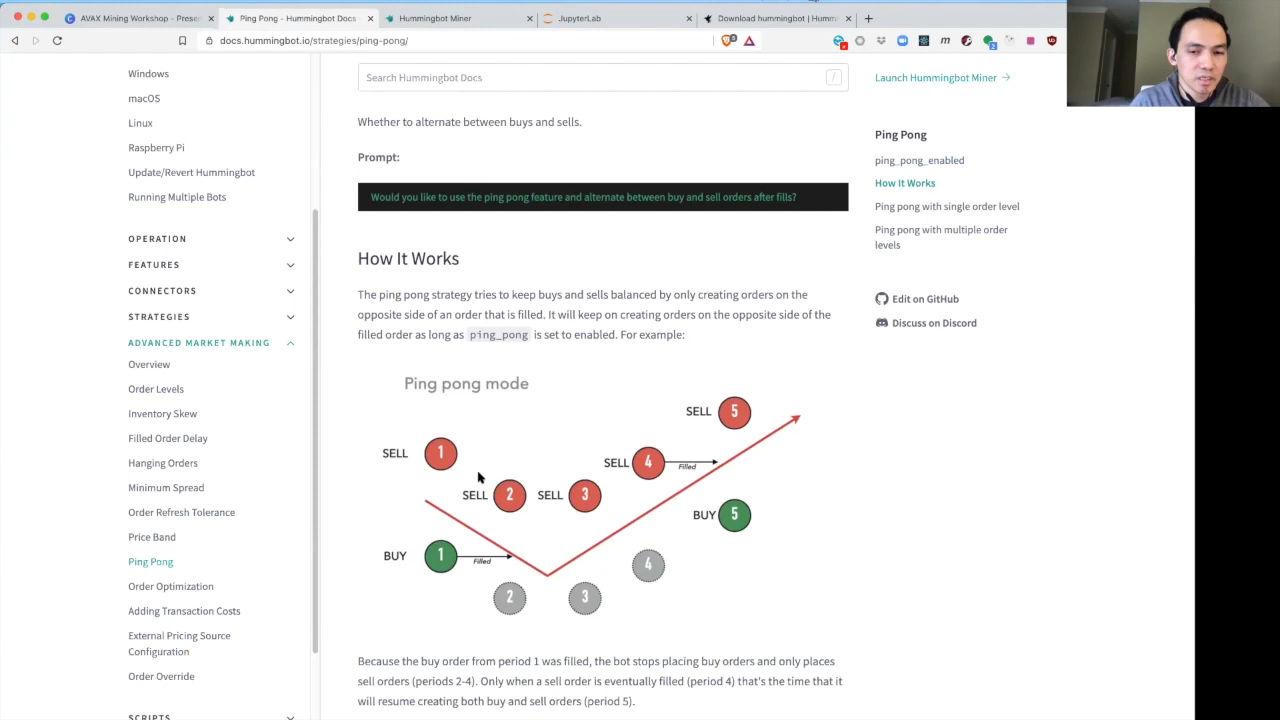 AVAX Mining Workshop - Presen
Ping Pong - Hummingbot Docs
Hummingbot Miner
JupyterLab
Download hummingbot | Humm
docs.hummingbot.io/strategies/ping-pong/
Windows
macOS
Linux
Raspberry Pi
Update/Revert Hummingbot
Running Multiple Bots
OPERATION
FEATURES
CONNECTORS
STRATEGIES
ADVANCED MARKET MAKING
Overview
Order Levels
Inventory Skew
Filled Order Delay
Hanging Orders
Minimum Spread
Order Refresh Tolerance
Price Band
Ping Pong
Order Optimization
Adding Transaction Costs
External Pricing Source
Configuration
Order Override
SCRIPTS
Search Hummingbot Docs
/
Whether to alternate between buys and sells.
Prompt:
Would you like to use the ping pong feature and alternate between buy and sell orders after fills?
How It Works
The ping pong strategy tries to keep buys and sells balanced by only creating orders on the
opposite side of an order that is filled. It will keep on creating orders on the opposite side of the
filled order as long as ping_pong is set to enabled. For example:
Ping pong mode
SELL 5
SELL 1
SELL 4 Filled
SELL 2 SELL 3
BUY 5
BUY 1 Filled
4
2 3
Because the buy order from period 1 was filled, the bot stops placing buy orders and only places
sell orders (periods 2-4). Only when a sell order is eventually filled (period 4) that's the time that it
will resume creating both buy and sell orders (period 5).
Launch Hummingbot Miner
Ping Pong
ping_pong_enabled
How It Works
Ping pong with single order level
Ping pong with multiple order
levels
Edit on GitHub
Discuss on Discord